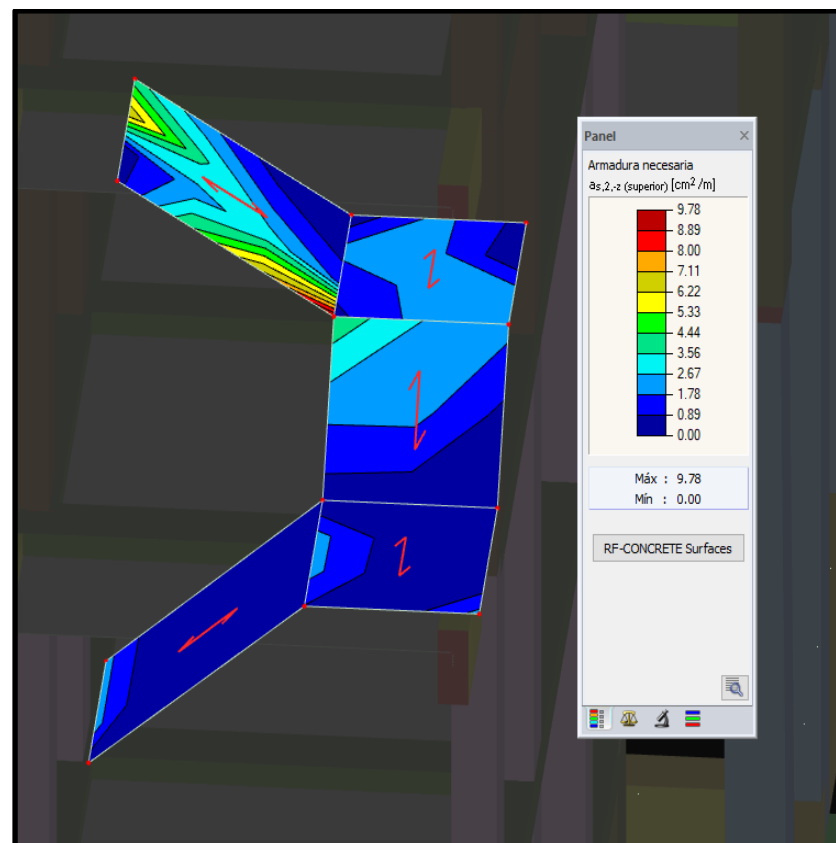 Panel
Armadura necesaria
as,2,-z (superior) [cm²/m]
9.78
8.89
8.00
7.11
6.22
5.33
4.44
3.56
2.67
1.78
0.89
0.00
Máx : 9.78
Mín : 0.00
RF-CONCRETE Surfaces